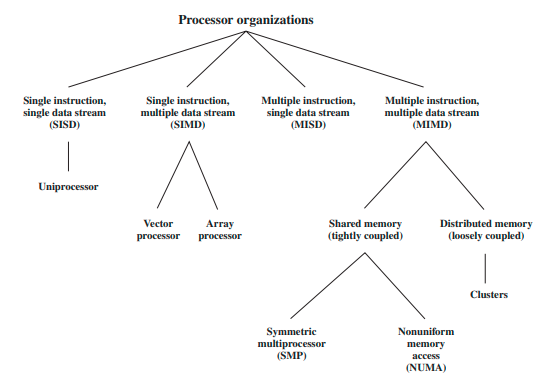 Processor organizations
Single instruction,
single data stream
(SISD)
Single instruction,
multiple data stream
(SIMD)
Multiple instruction,
single data stream
(MISD)
Multiple instruction,
multiple data stream
(MIMD)
Uniprocessor
Vector
processor
Array
processor
Shared memory
(tightly coupled)
Distributed memory
(loosely coupled)
Clusters
Symmetric
multiprocessor
(SMP)
Nonuniform
memory
access
(NUMA)